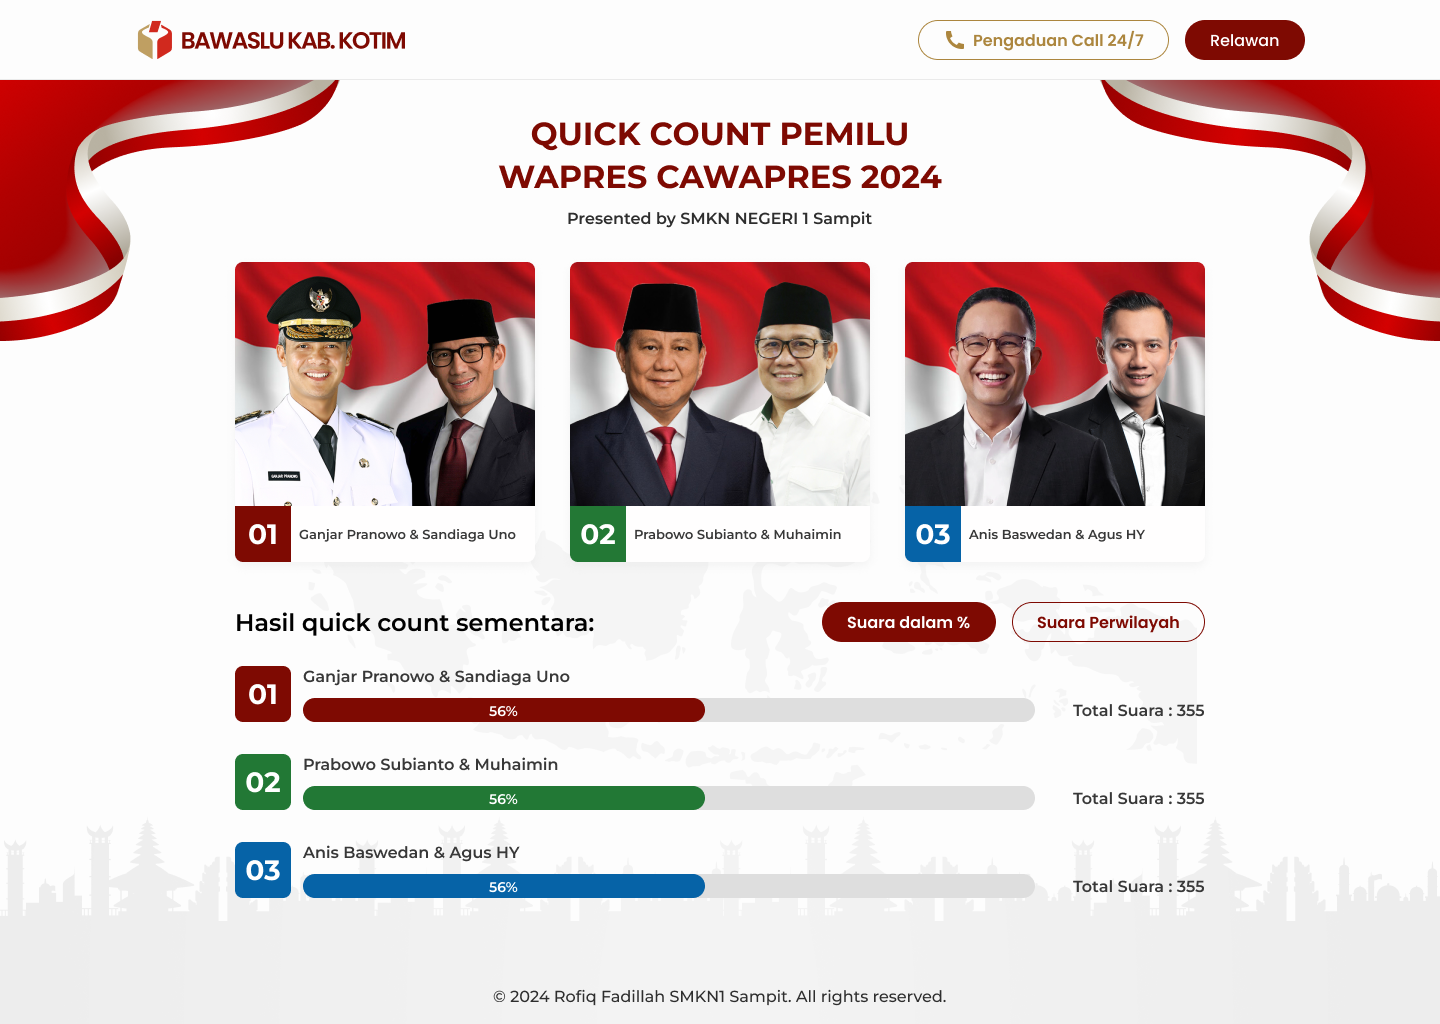 BAWASLU KAB. KOTIM
Pengaduan Call 24/7
Relawan
QUICK COUNT PEMILU
WAPRES CAWAPRES 2024
Presented by SMKN NEGERI 1 Sampit
GANJAR PRANOWO
01 Ganjar Pranowo & Sandiaga Uno
02 Prabowo Subianto & Muhaimin
03 Anis Baswedan & Agus HY
Hasil quick count sementara:
Suara dalam %
Suara Perwilayah
01
Ganjar Pranowo & Sandiaga Uno
56%
Total Suara : 355
02
Prabowo Subianto & Muhaimin
56%
Total Suara : 355
03
Anis Baswedan & Agus HY
56%
Total Suara : 355
© 2024 Rofiq Fadillah SMKN1 Sampit. All rights reserved.